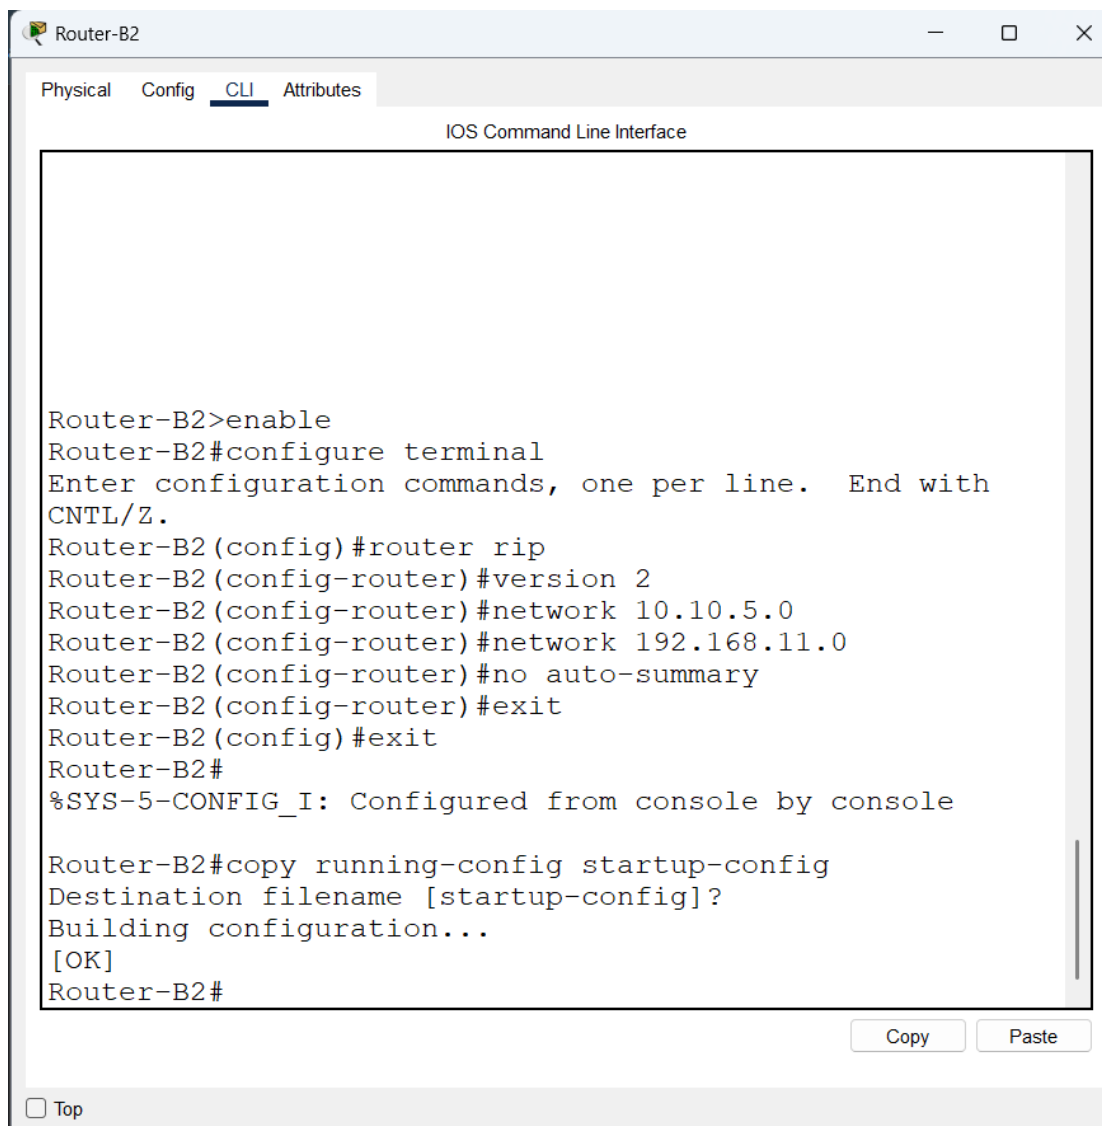 Router-B2
Physical Config CLI Attributes
IOS Command Line Interface
Router-B2>enable
Router-B2#configure terminal
Enter configuration commands, one per line.  End with
CNTL/Z.
Router-B2(config)#router rip
Router-B2(config-router)#version 2
Router-B2(config-router)#network 10.10.5.0
Router-B2(config-router)#network 192.168.11.0
Router-B2(config-router)#no auto-summary
Router-B2(config-router)#exit
Router-B2(config)#exit
Router-B2#
%SYS-5-CONFIG_I: Configured from console by console
Router-B2#copy running-config startup-config
Destination filename [startup-config]?
Building configuration...
[OK]
Router-B2#
Copy Paste
Top